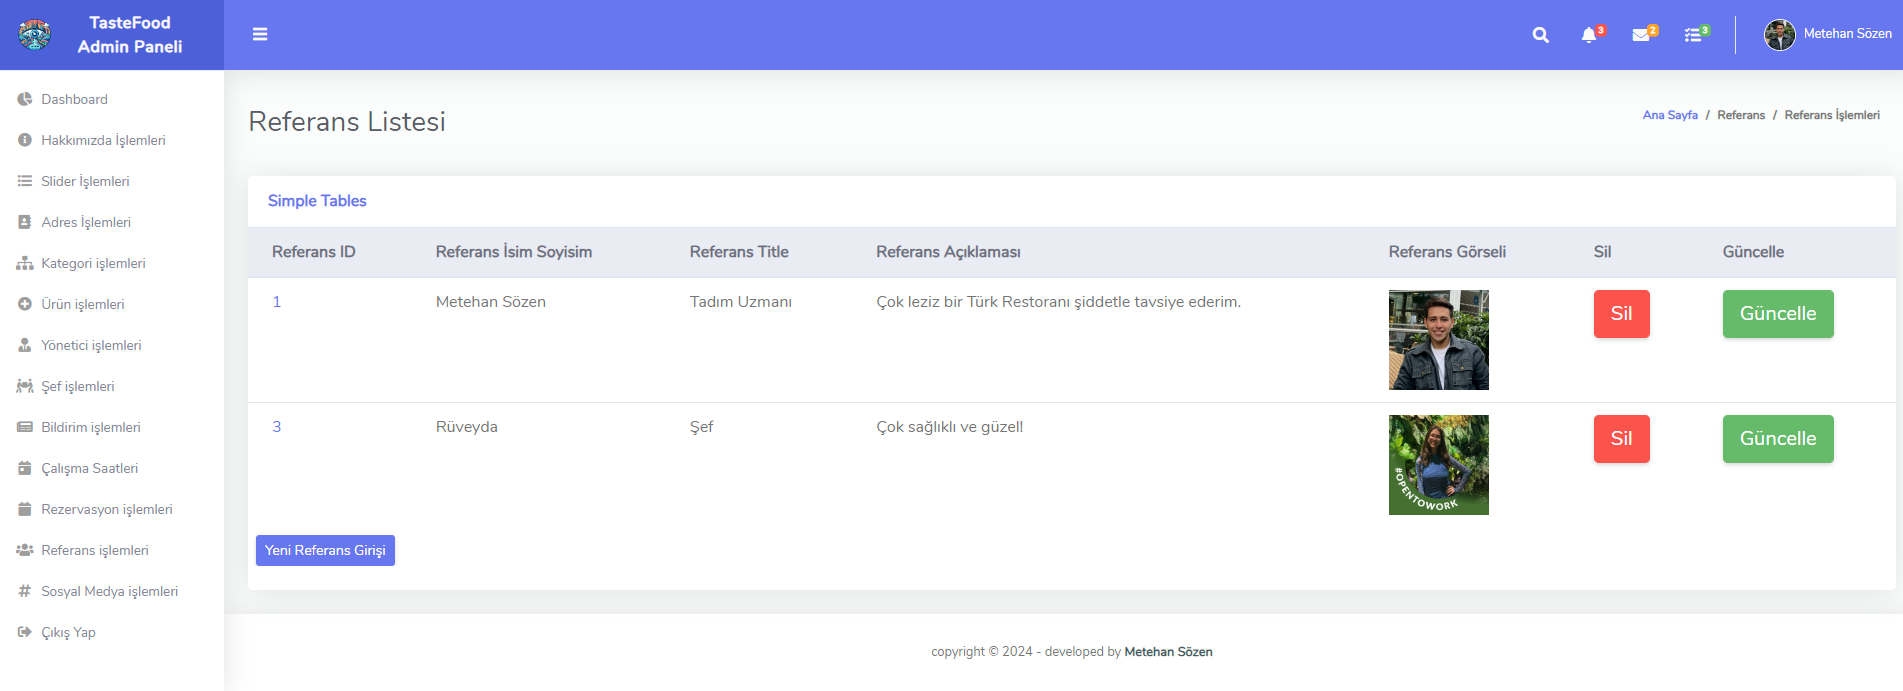 TasteFood
Admin Paneli
3
2
3
Metehan Sözen
Dashboard
Hakkımızda İşlemleri
Slider İşlemleri
Adres İşlemleri
Kategori işlemleri
Ürün işlemleri
Yönetici işlemleri
Şef işlemleri
Bildirim işlemleri
Çalışma Saatleri
Rezervasyon işlemleri
Referans işlemleri
Sosyal Medya işlemleri
Çıkış Yap
Referans Listesi
Ana Sayfa / Referans / Referans İşlemleri
Simple Tables
Referans ID Referans İsim Soyisim Referans Title Referans Açıklaması Referans Görseli Sil Güncelle
1 Metehan Sözen Tadım Uzmanı Çok leziz bir Türk Restoranı şiddetle tavsiye ederim. Sil Güncelle
3 Rüveyda Şef Çok sağlıklı ve güzel! Sil Güncelle
#OPENTOWORK
Yeni Referans Girişi
copyright © 2024 - developed by Metehan Sözen